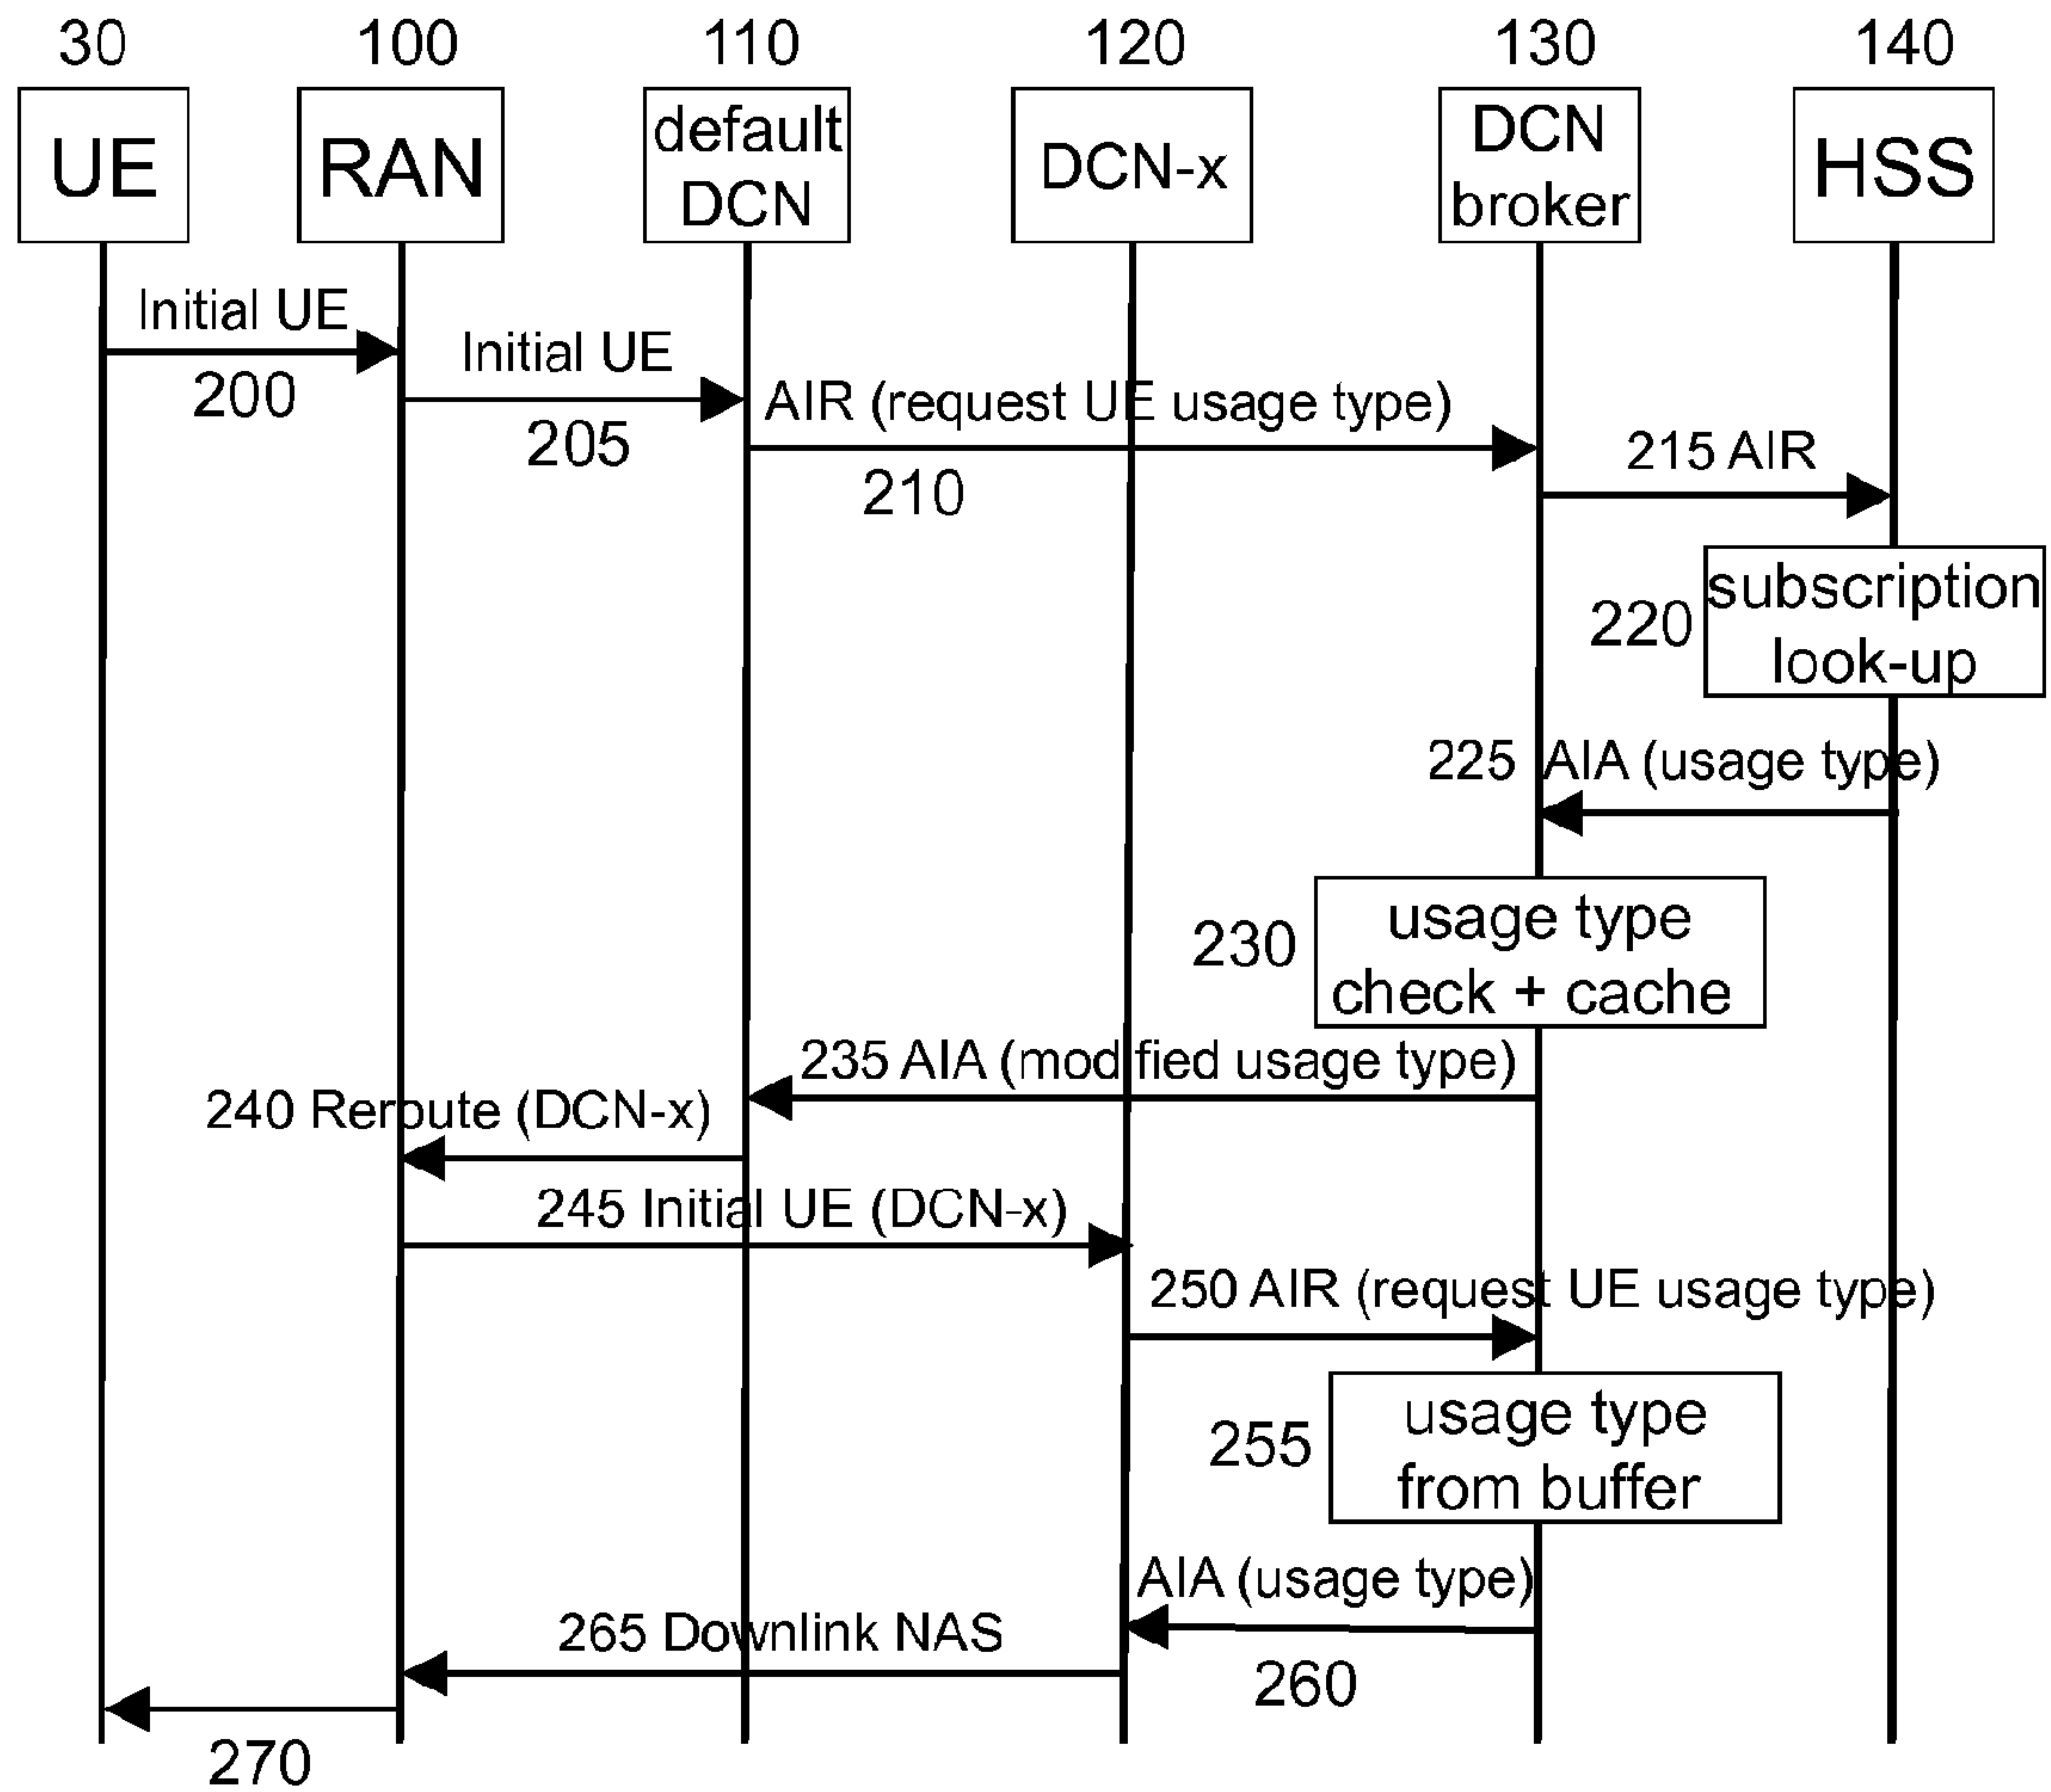 30 100 110 120 130 140
UE RAN default DCN DCN-x DCN broker HSS
Initial UE
200
Initial UE
205
AIR (request UE usage type)
210
215 AIR
220
subscription
look-up
225 AIA (usage type)
230
usage type
check + cache
235 AIA (modified usage type)
240 Reroute (DCN-x)
245 Initial UE (DCN-x)
250 AIR (request UE usage type)
255
usage type
from buffer
AIA (usage type)
260
265 Downlink NAS
270